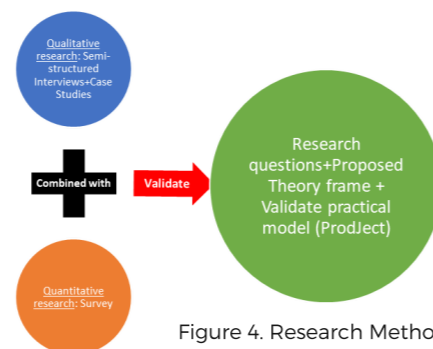 Qualitative
research: Semi-
structured
Interviews+Case
Studies
Combined with
Validate
Research
questions+Proposed
Theory frame +
Validate practical
model (ProdJect)
Quantitative
research: Survey
Figure 4. Research Metho